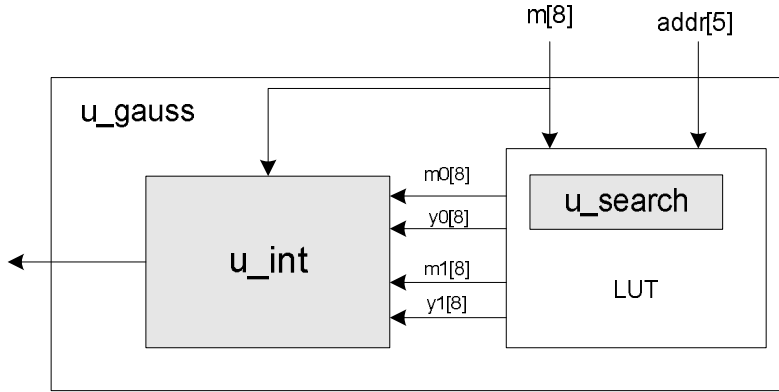 m[8]
addr[5]
u_gauss
m0[8]
u_search
y0[8]
u_int
m1[8]
LUT
y1[8]